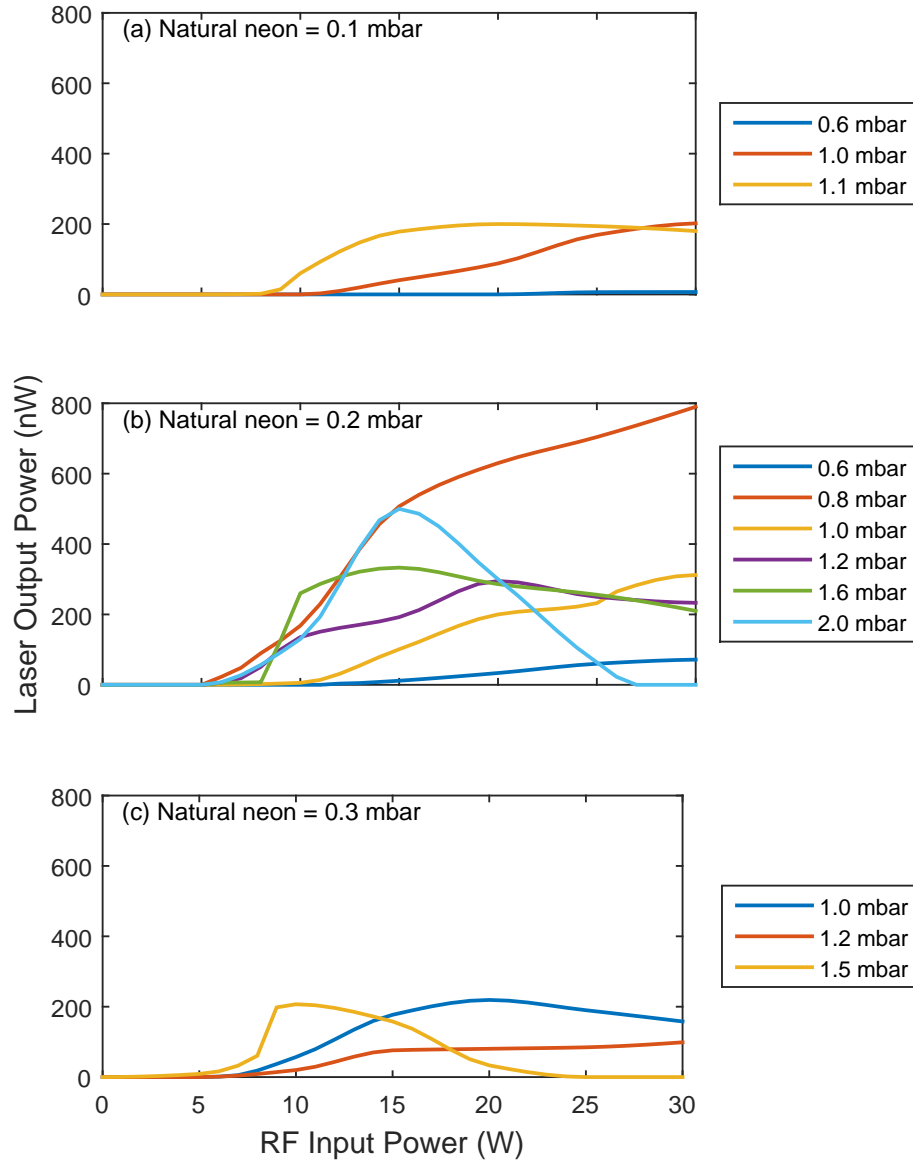 (a) Natural neon = 0.1 mbar
800
600
400
200
0
0.6 mbar
1.0 mbar
1.1 mbar
Laser Output Power (nW)
(b) Natural neon = 0.2 mbar
800
600
400
200
0
0.6 mbar
0.8 mbar
1.0 mbar
1.2 mbar
1.6 mbar
2.0 mbar
(c) Natural neon = 0.3 mbar
800
600
400
200
0
1.0 mbar
1.2 mbar
1.5 mbar
0 5 10 15 20 25 30
RF Input Power (W)